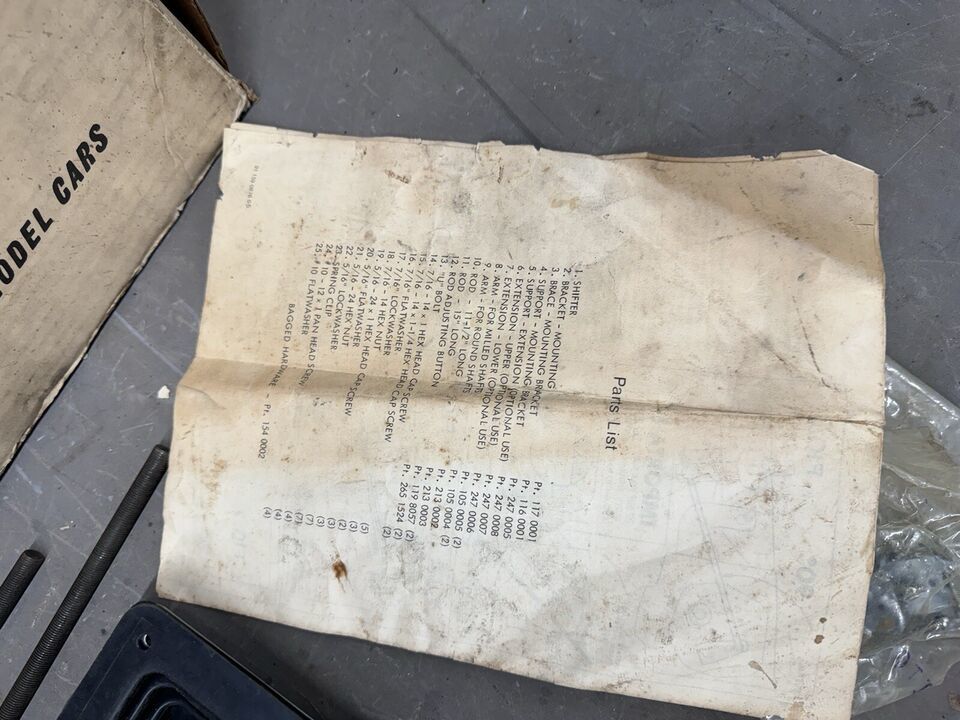 MODEL CARS
Parts List
1. SHIFTER
2. BRACKET - MOUNTING
3. BRACE - MOUNTING
4. SUPPORT - MOUNTING BRACKET
5. SUPPORT - EXTENSION BRACKET
6. EXTENSION - UPPER (OPTIONAL USE)
7. EXTENSION - LOWER (OPTIONAL USE)
8. ARM - FOR MILLED SHAFT
9. ARM - FOR ROUND SHAFT
10. ROD - 11-1/2" LONG
11. ROD - 15" LONG
12. ROD ADJUSTING BUTTON
13. "U" BOLT
14. 7/16 - 14 x 1 HEX HEAD CAP SCREW
15. 7/16 - 14 x 1-1/4 HEX HEAD CAP SCREW
16. 7/16" FLATWASHER
17. 7/16" LOCKWASHER
18. 7/16 - 14 HEX NUT
19. 5/16 - 24 x 1 HEX HEAD CAP SCREW
20. 5/16" FLATWASHER
21. 5/16 - 24 HEX NUT
22. 5/16" LOCKWASHER
23. SPRING CLIP
24. #10 - 12 x 1 PAN HEAD SCREW
25. #10 FLATWASHER
BAGGED HARDWARE - Pt. 154 0002
Pt. 117 0001
Pt. 116 0001
Pt. 247 0005
Pt. 247 0008
Pt. 247 0007
Pt. 247 0006
Pt. 105 0005 (2)
Pt. 105 0004 (2)
Pt. 213 0002
Pt. 213 0003
Pt. 119 8057 (2)
Pt. 265 1524 (2)
(2)
(5)
(3)
(2)
(3)
(3)
(7)
(7)
(4)
(4)
(4)